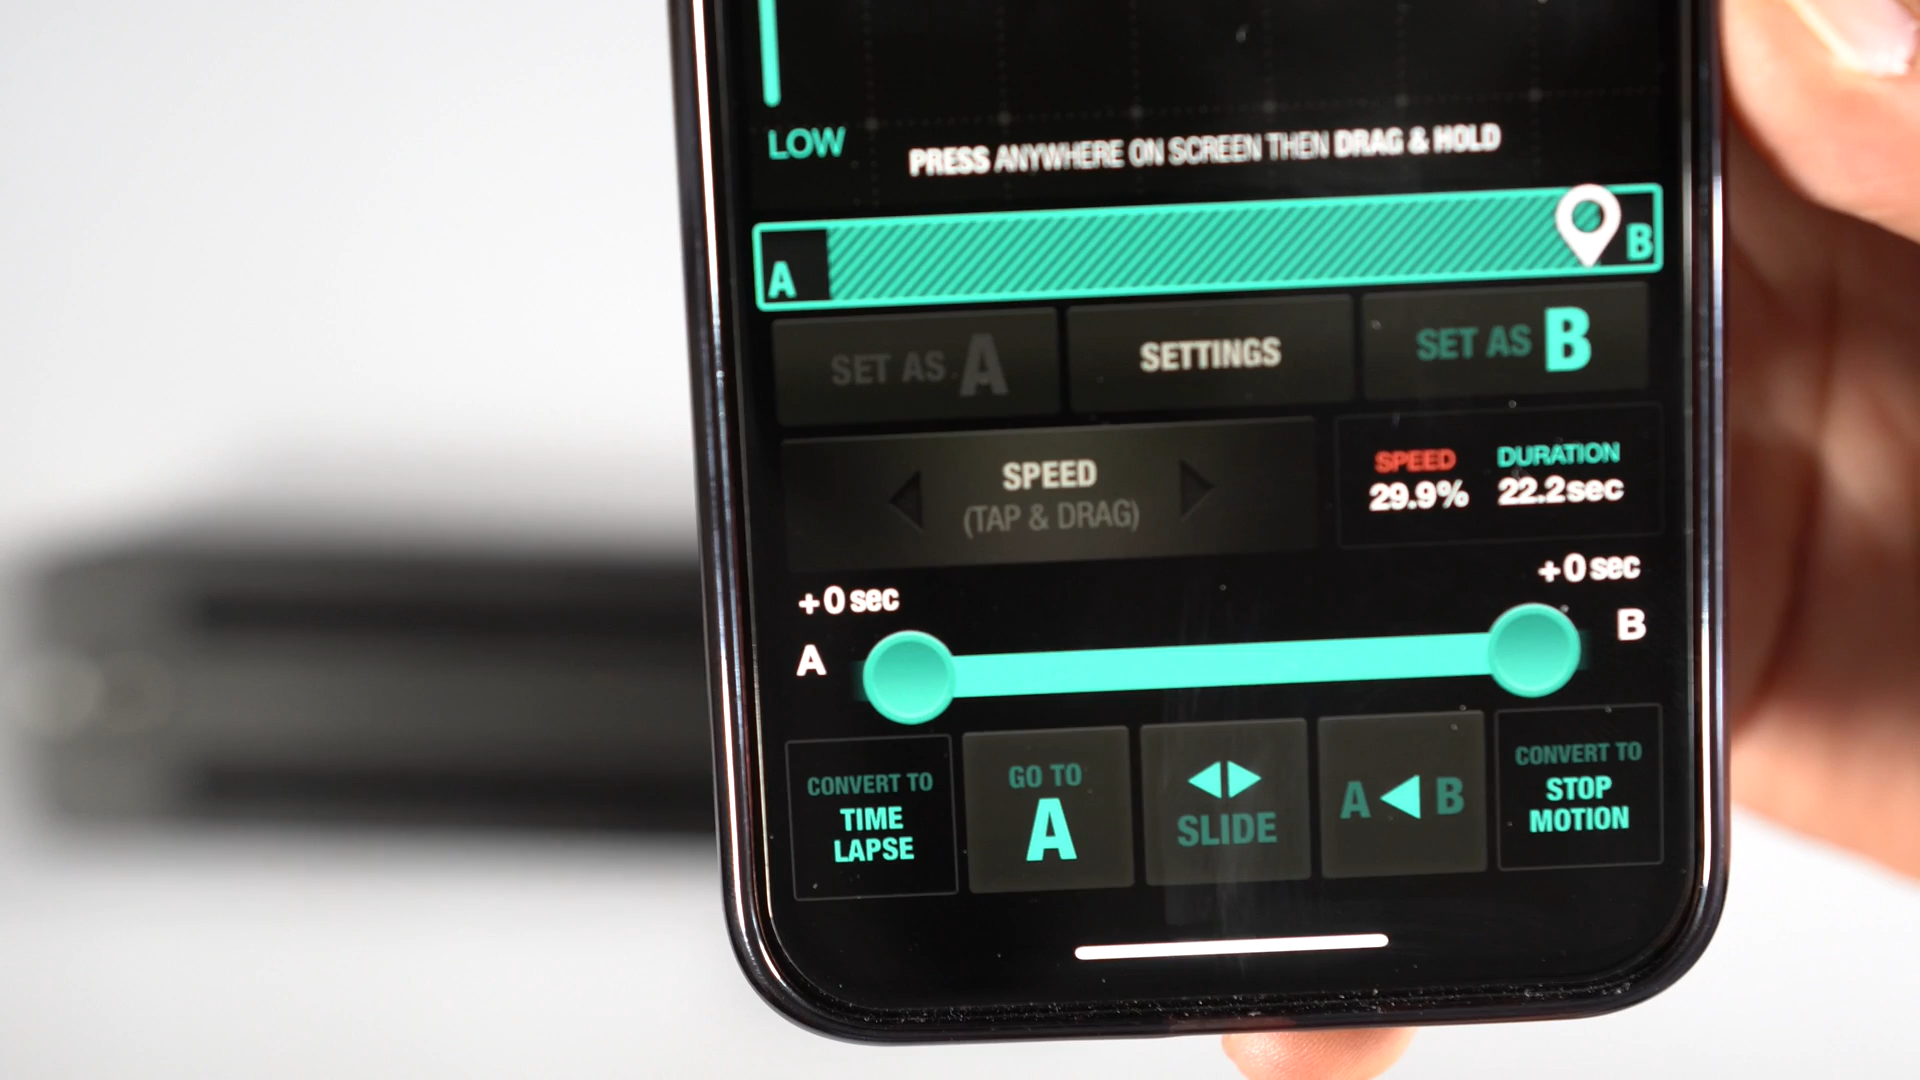 LOW
PRESS ANYWHERE ON SCREEN THEN DRAG & HOLD
A
B
SET AS A
SETTINGS
SET AS B
SPEED
(TAP & DRAG)
SPEED
29.9%
DURATION
22.2sec
+0 sec
+0 sec
A
B
CONVERT TO
TIME
LAPSE
GO TO
A
SLIDE
A B
CONVERT TO
STOP
MOTION